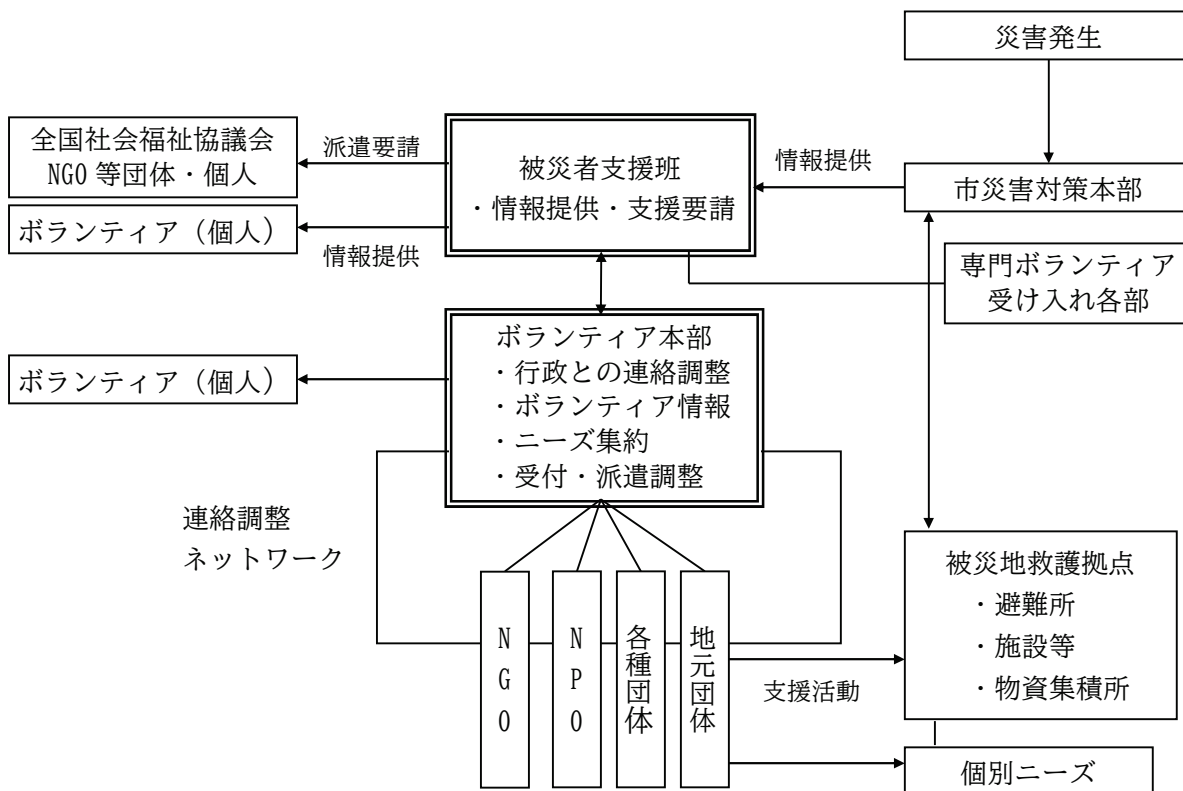 災害発生
全国社会福祉協議会
NGO等団体・個人
派遣要請
被災者支援班
・情報提供・支援要請
情報提供
市災害対策本部
ボランティア（個人）
情報提供
専門ボランティア
受け入れ各部
ボランティア本部
・行政との連絡調整
・ボランティア情報
・ニーズ集約
・受付・派遣調整
ボランティア（個人）
連絡調整
ネットワーク
NGO
NPO
各種団体
地元団体
支援活動
被災地救護拠点
・避難所
・施設等
・物資集積所
個別ニーズ